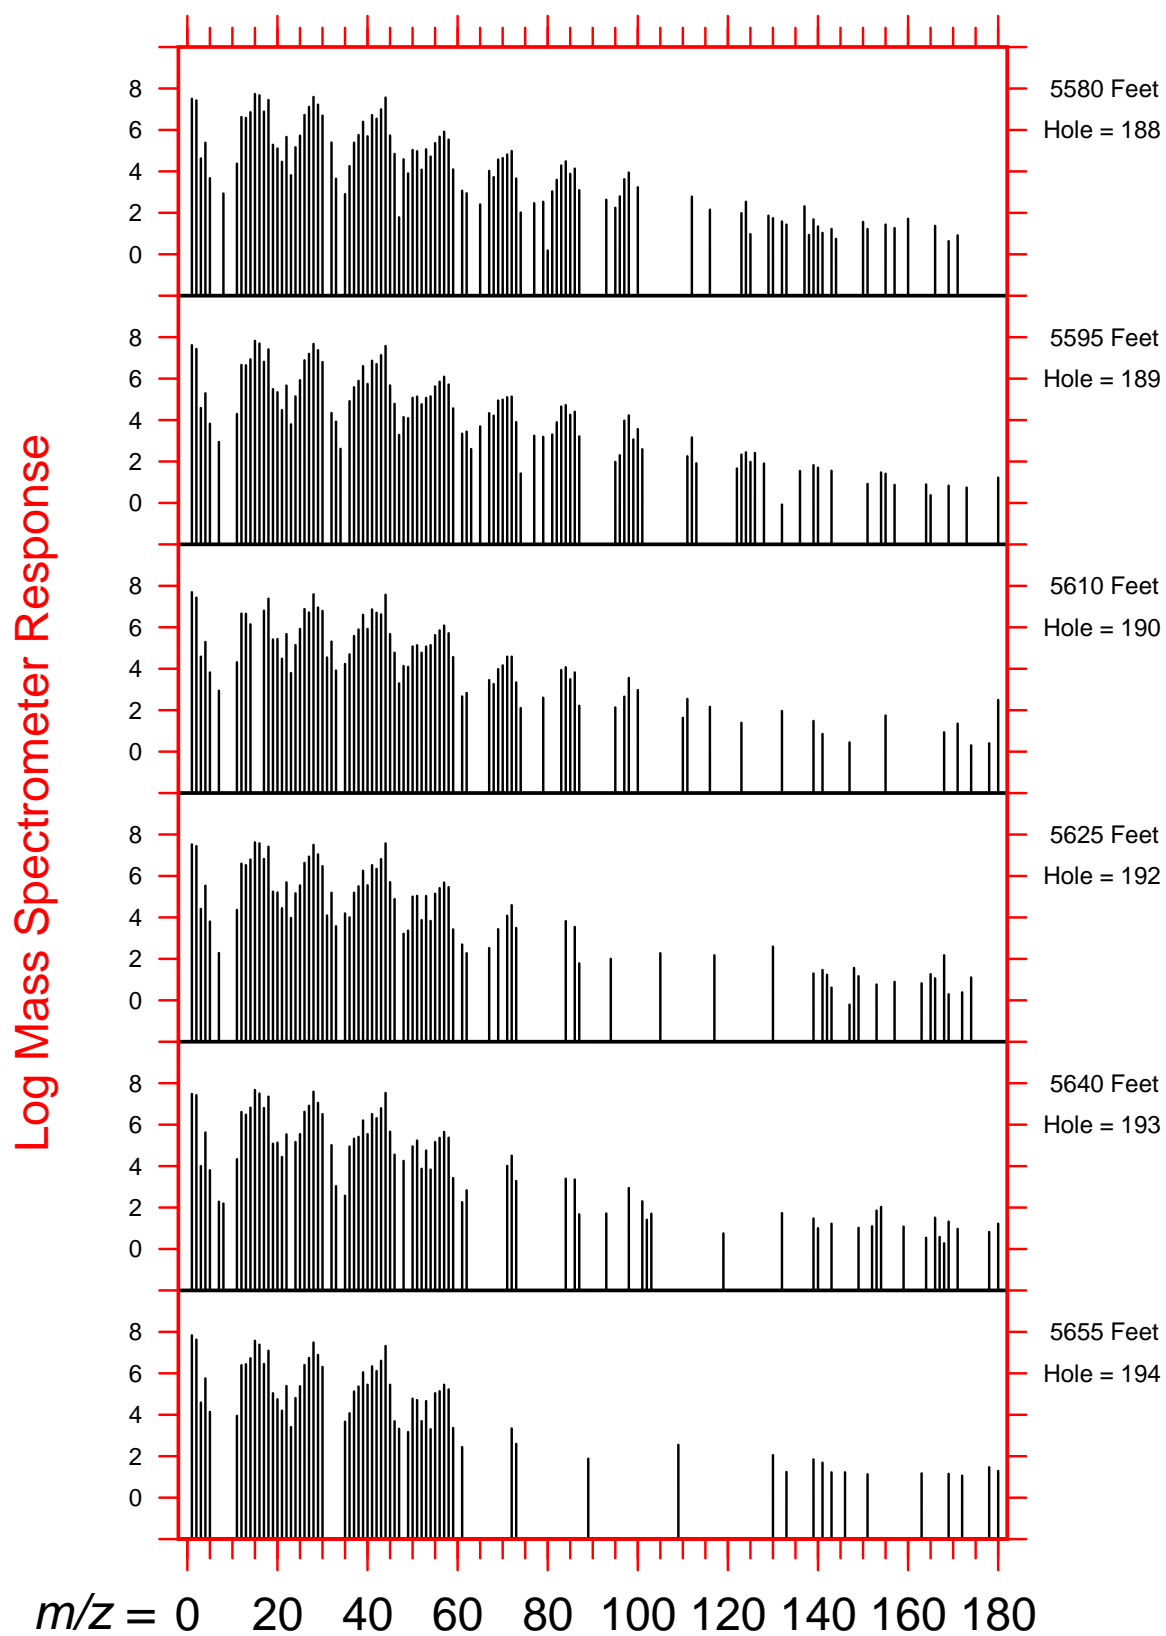 8
6
4
2
0
5580 Feet
Hole = 188
8
6
4
2
0
5595 Feet
Hole = 189
8
6
4
2
0
5610 Feet
Hole = 190
8
6
4
2
0
5625 Feet
Hole = 192
8
6
4
2
0
5640 Feet
Hole = 193
8
6
4
2
0
5655 Feet
Hole = 194
Log Mass Spectrometer Response
m/z = 0 20 40 60 80 100 120 140 160 180